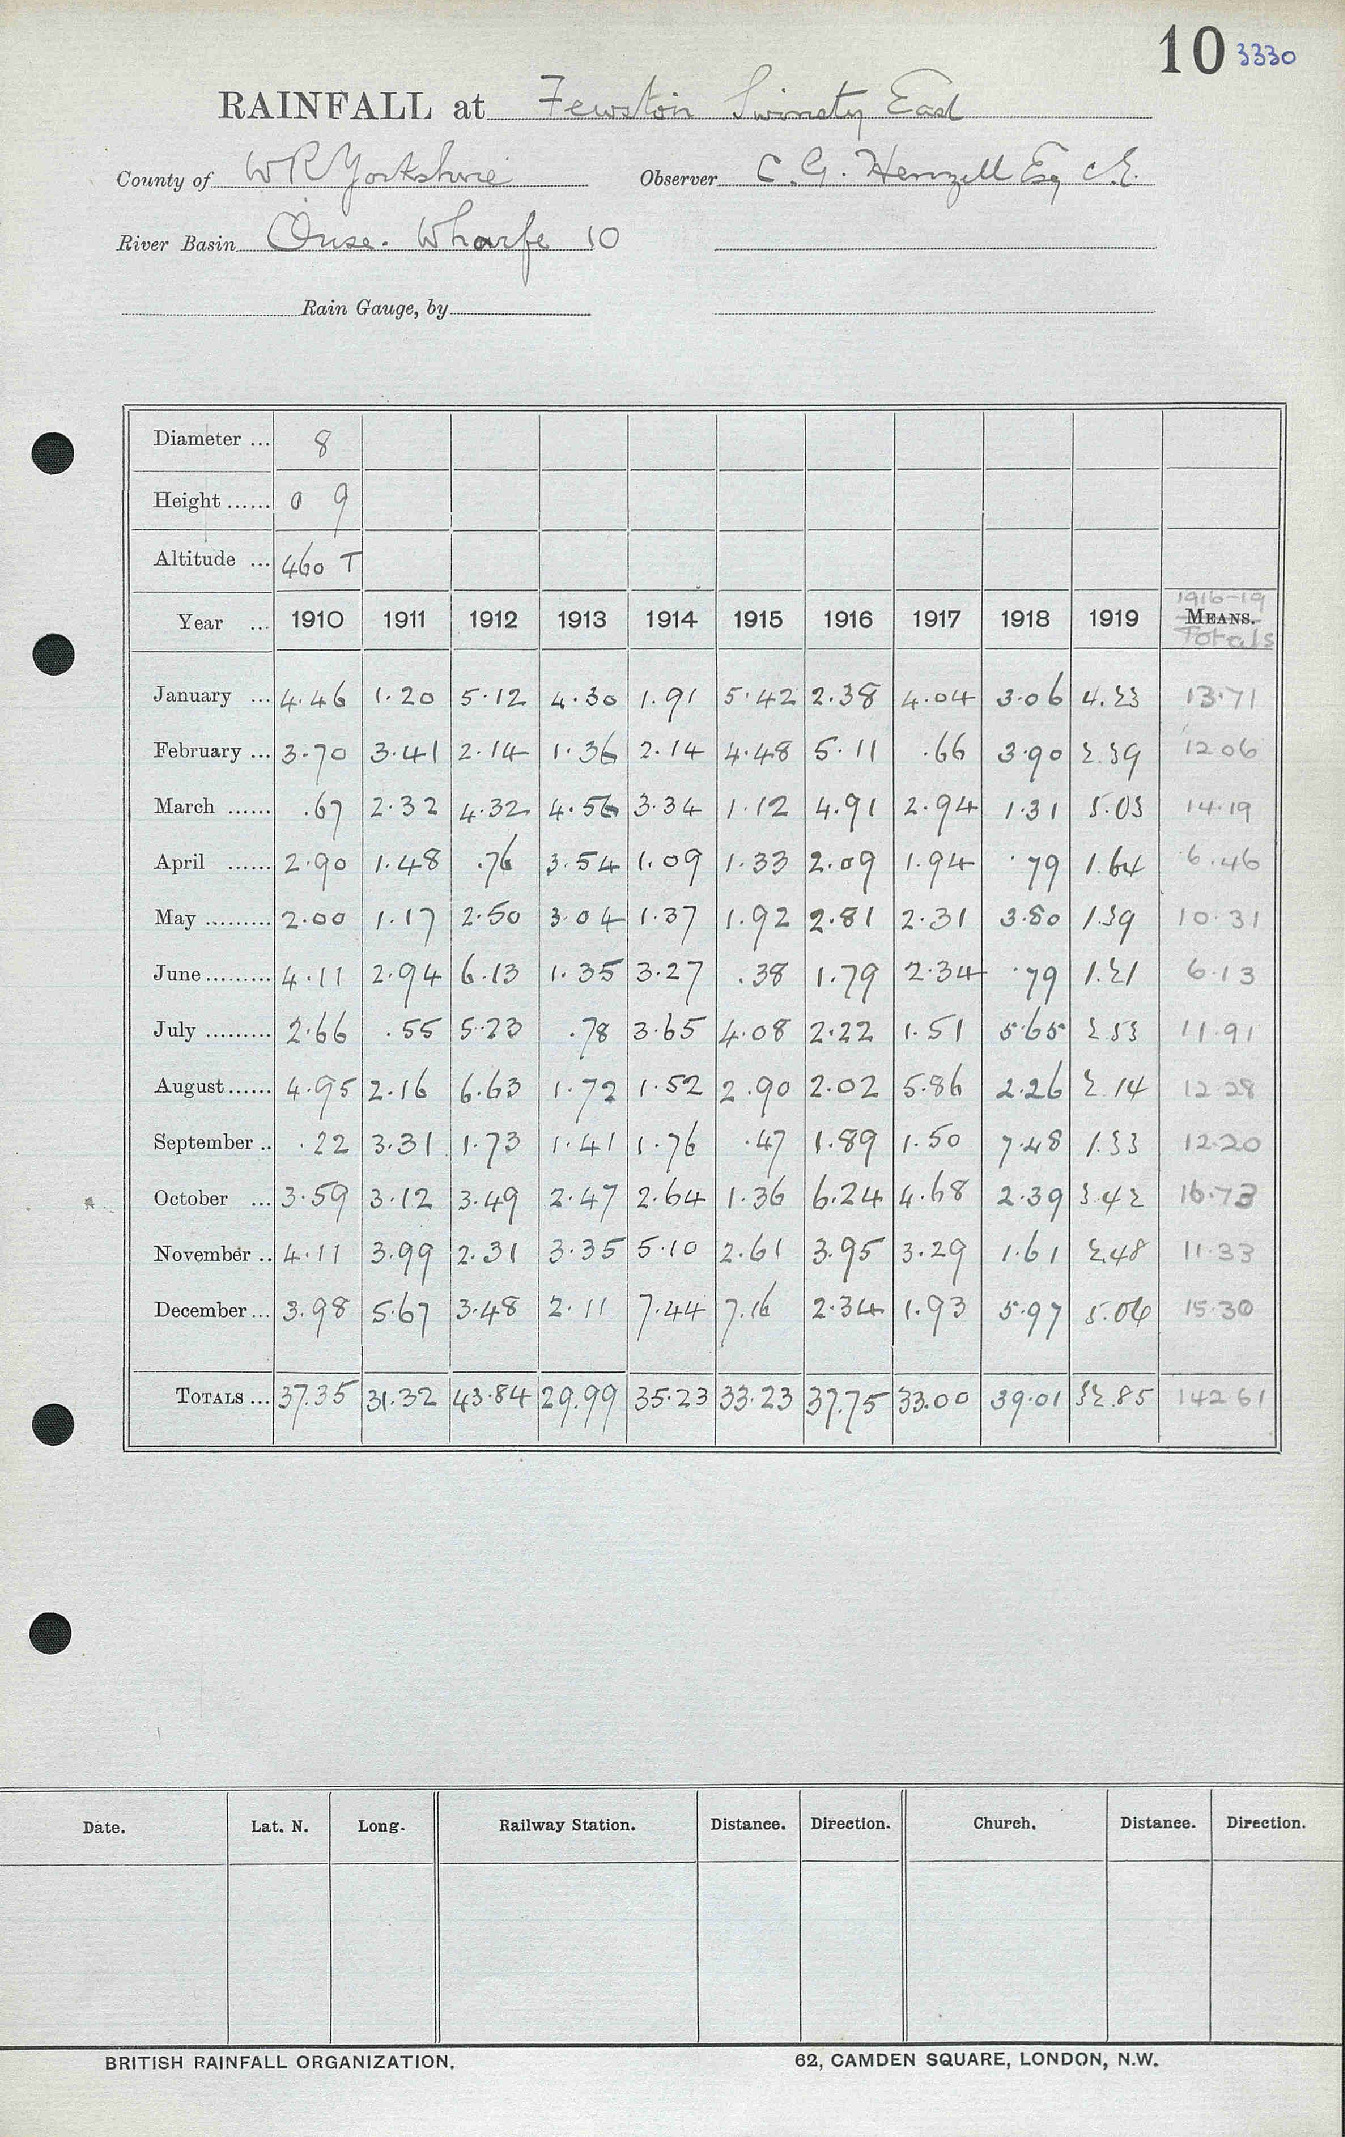 10 3330
RAINFALL at Fewston Swinsty East
County of W R Yorkshire Observer C. G. Henzell Esq C.E.
River Basin Ouse. Wharfe 10
Rain Gauge, by
Diameter ... 8
Height ...... 0 9
Altitude ... 460 T
1916-19
Year ... 1910 1911 1912 1913 1914 1915 1916 1917 1918 1919 MEANS.
Totals
January ... 4.46 1.20 5.12 4.30 1.91 5.42 2.38 4.04 3.06 4.23 13.71
February ... 3.70 3.41 2.14 1.36 2.14 4.48 5.11 .66 3.90 2.39 12 06
March ...... .67 2.32 4.32 4.56 3.34 1.12 4.91 2.94 1.31 5.03 14.19
April ...... 2.90 1.48 .76 3.54 1.09 1.33 2.09 1.94 .79 1.64 6.46
May ......... 2.00 1.17 2.50 3.04 1.37 1.92 2.81 2.31 3.80 1.39 10.31
June ......... 4.11 2.94 6.13 1.35 3.27 .38 1.79 2.34 .79 1.21 6.13
July ......... 2.66 .55 5.23 .78 3.65 4.08 2.22 1.51 5.65 2.53 11.91
August ...... 4.95 2.16 6.63 1.72 1.52 2.90 2.02 5.86 2.26 2.14 12 28
September .. .22 3.31 1.73 1.41 1.76 .47 1.89 1.50 7.48 1.33 12.20
October ... 3.59 3.12 3.49 2.47 2.64 1.36 6.24 4.68 2.39 3.42 16.73
November .. 4.11 3.99 2.31 3.35 5.10 2.61 3.95 3.29 1.61 2.48 11.33
December ... 3.98 5.67 3.48 2.11 7.44 7.16 2.34 1.93 5.97 5.06 15.30
TOTALS ... 37.35 31.32 43.84 29.99 35.23 33.23 37.75 33.00 39.01 32.85 142 61
Date. Lat. N. Long. Railway Station. Distance. Direction. Church. Distance. Direction.
BRITISH RAINFALL ORGANIZATION. 62, CAMDEN SQUARE, LONDON, N.W.